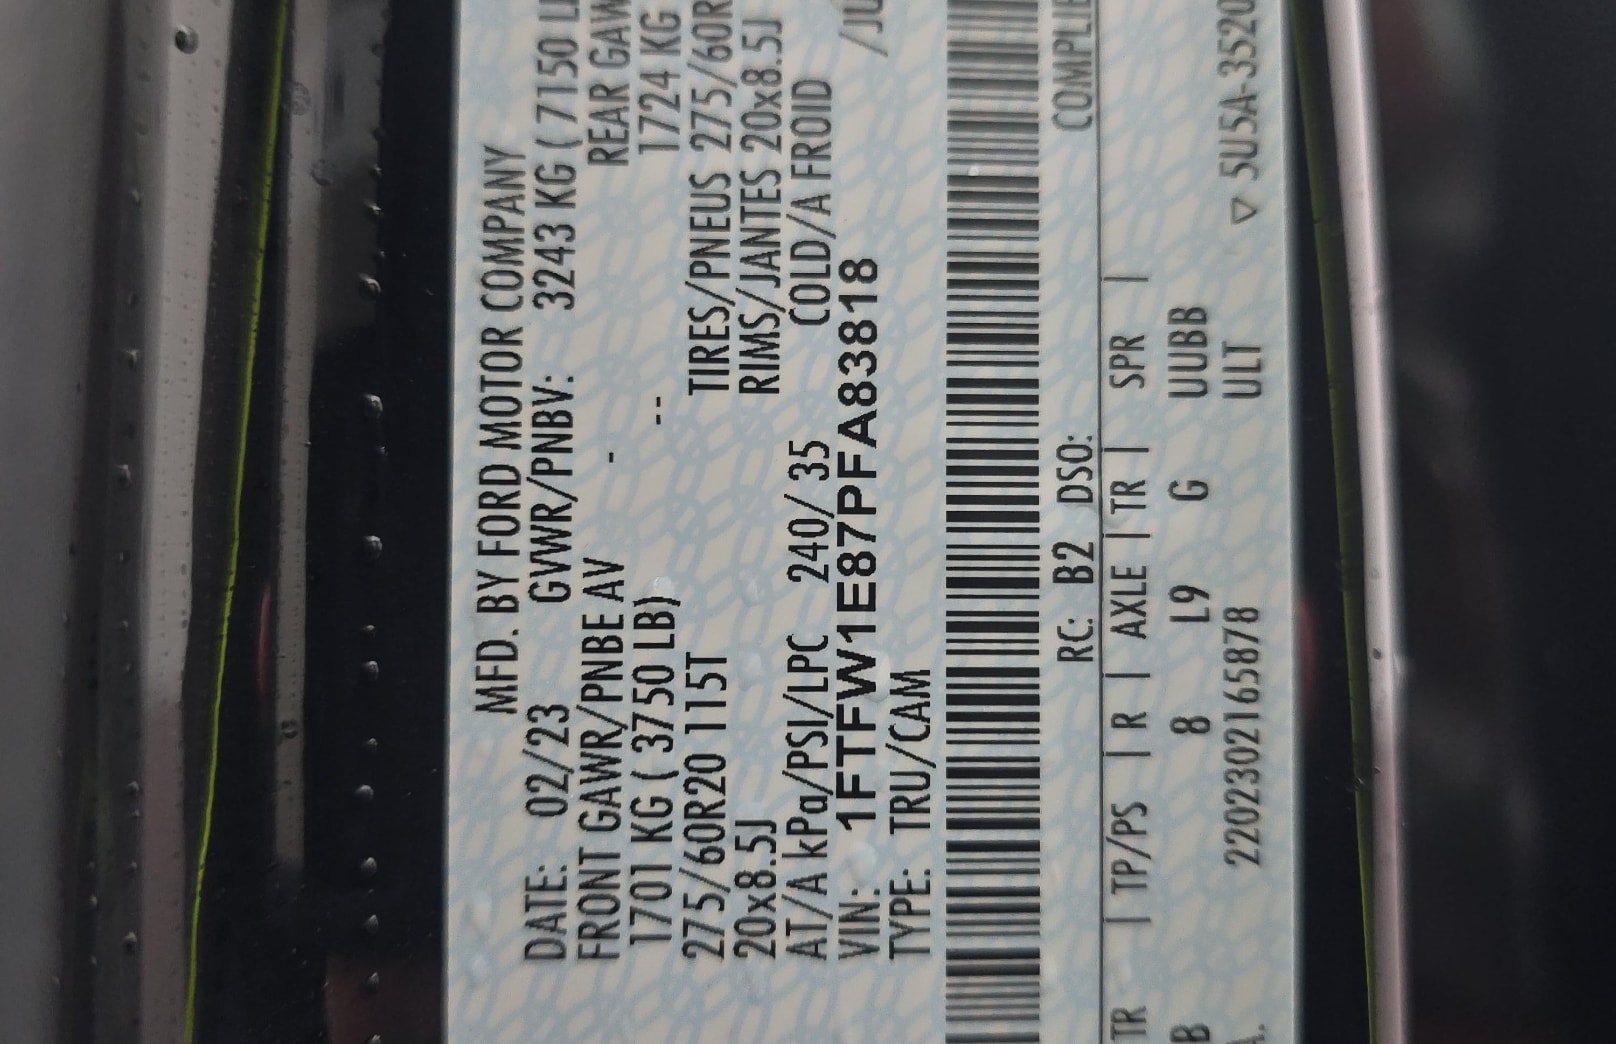 MFD. BY FORD MOTOR COMPANY
DATE: 02/23 GVWR/PNBV: 3243 KG ( 7150 L
FRONT GAWR/PNBE AV - REAR GAW
1701 KG ( 3750 LB) -- 1724 KG
275/60R20 115T TIRES/PNEUS 275/60R
20x8.5J RIMS/JANTES 20x8.5J
AT/A kPa/PSI/LPC 240/ 35 COLD/A FROID
VIN: 1FTFW1E87PFA83818 /JU
TYPE: TRU/CAM
RC: B2 DSO: COMPLIE
TR | TP/PS | R | AXLE | TR | SPR |
B 8 L9 G UUBB
A. 2202302165878 ULT ▽ 5U5A-3520